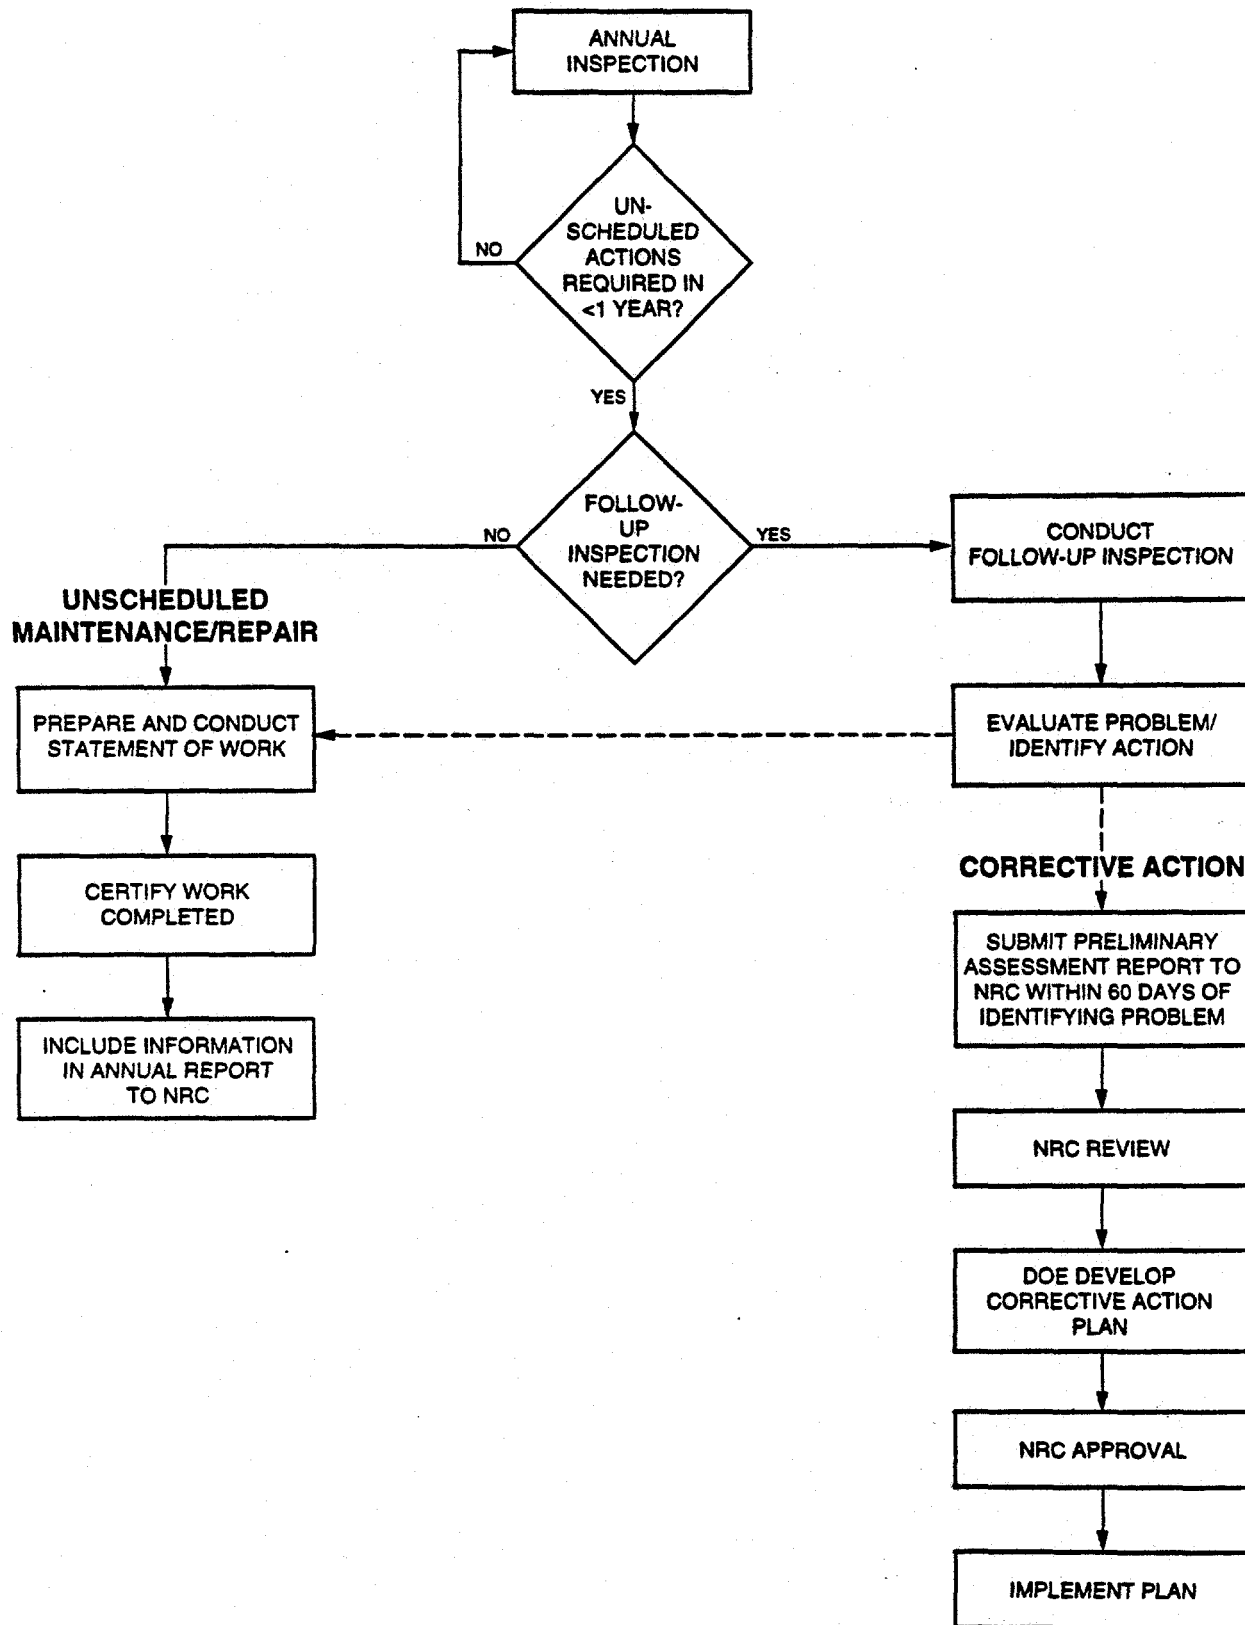 ANNUAL
INSPECTION
UN-
SCHEDULED
ACTIONS
REQUIRED IN
<1 YEAR?
NO
YES
FOLLOW-
UP
INSPECTION
NEEDED?
NO
YES
CONDUCT
FOLLOW-UP INSPECTION
UNSCHEDULED
MAINTENANCE/REPAIR
PREPARE AND CONDUCT
STATEMENT OF WORK
EVALUATE PROBLEM/
IDENTIFY ACTION
CERTIFY WORK
COMPLETED
CORRECTIVE ACTION
SUBMIT PRELIMINARY
ASSESSMENT REPORT TO
NRC WITHIN 60 DAYS OF
IDENTIFYING PROBLEM
INCLUDE INFORMATION
IN ANNUAL REPORT
TO NRC
NRC REVIEW
DOE DEVELOP
CORRECTIVE ACTION
PLAN
NRC APPROVAL
IMPLEMENT PLAN